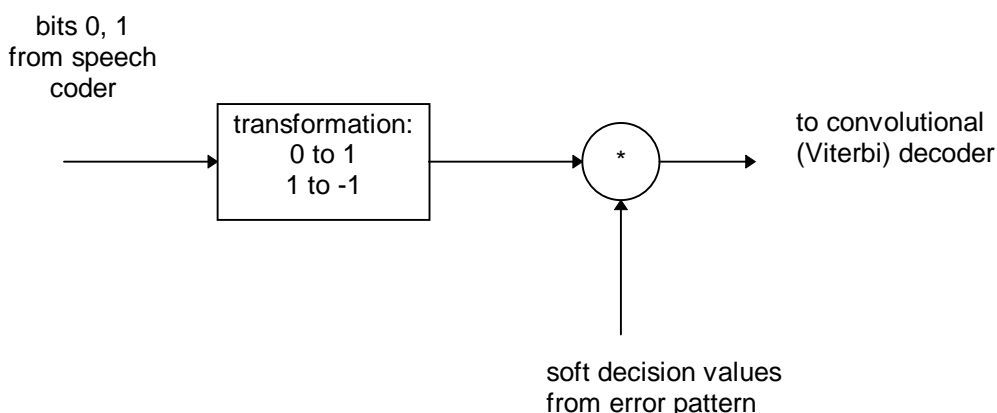 bits 0, 1
from speech
coder
transformation:
0 to 1
1 to -1
*
to convolutional
(Viterbi) decoder
soft decision values
from error pattern